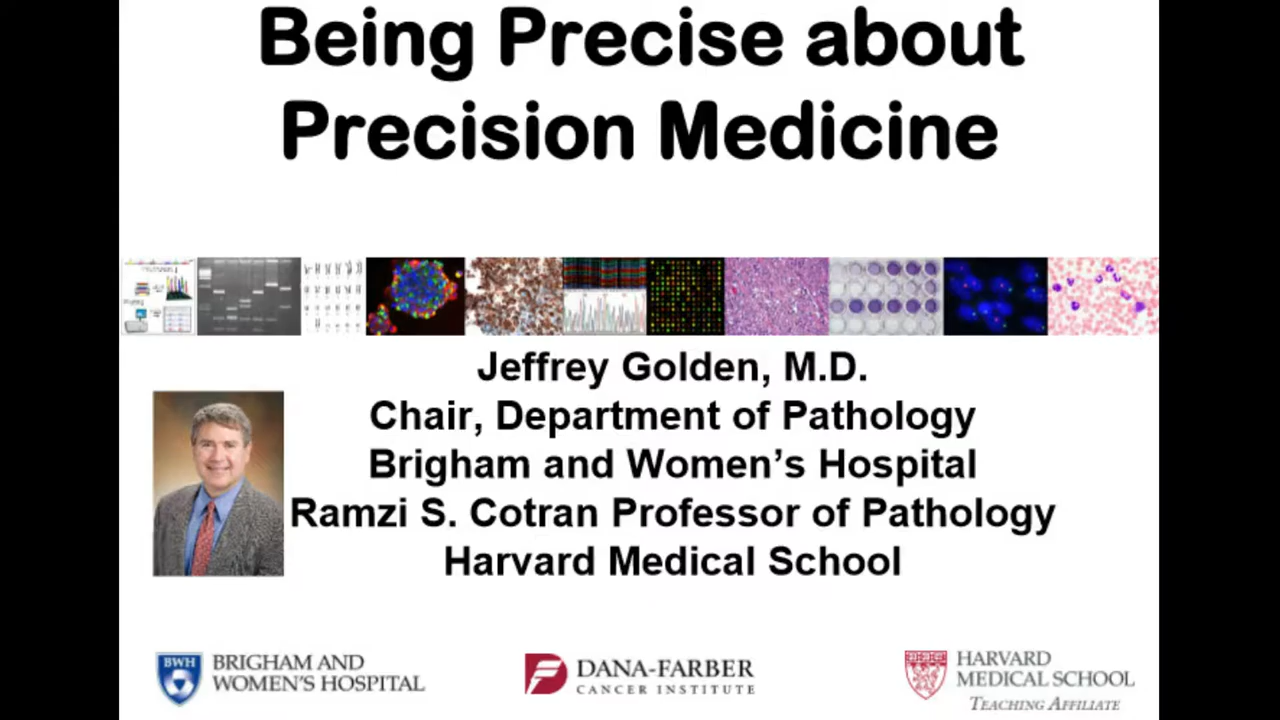 Being Precise about
Precision Medicine
Jeffrey Golden, M.D.
Chair, Department of Pathology
Brigham and Women's Hospital
Ramzi S. Cotran Professor of Pathology
Harvard Medical School
BWH
BRIGHAM AND
WOMEN'S HOSPITAL
DANA-FARBER
CANCER INSTITUTE
HARVARD
MEDICAL SCHOOL
TEACHING AFFILIATE